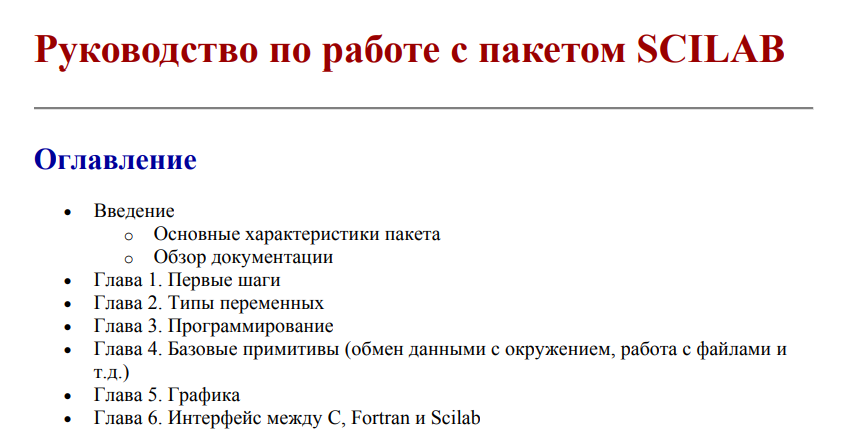 Руководство по работе с пакетом SCILAB
Оглавление
• Введение
o Основные характеристики пакета
o Обзор документации
• Глава 1. Первые шаги
• Глава 2. Типы переменных
• Глава 3. Программирование
• Глава 4. Базовые примитивы (обмен данными с окружением, работа с файлами и
т.д.)
• Глава 5. Графика
• Глава 6. Интерфейс между C, Fortran и Scilab